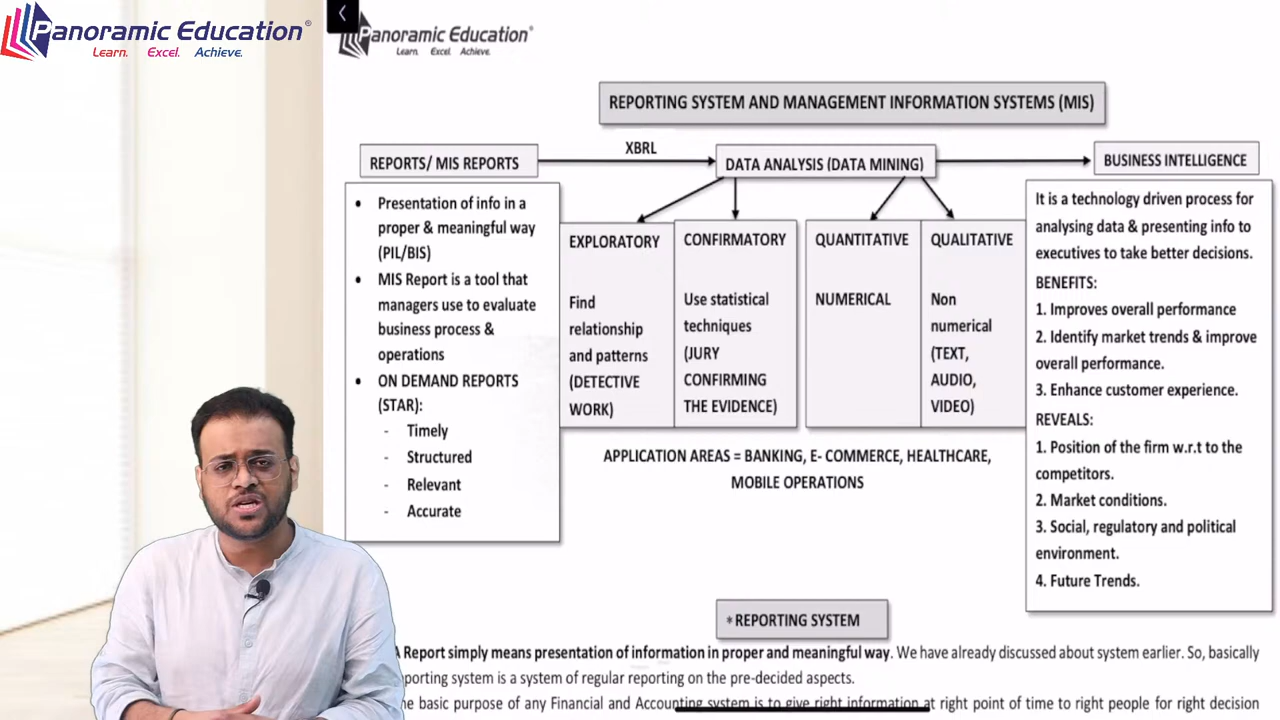 Panoramic Education®
Learn. Excel. Achieve.
Panoramic Education®
Learn. Excel. Achieve.
REPORTING SYSTEM AND MANAGEMENT INFORMATION SYSTEMS (MIS)
REPORTS/ MIS REPORTS
XBRL
DATA ANALYSIS (DATA MINING)
BUSINESS INTELLIGENCE
• Presentation of info in a
proper & meaningful way
(PIL/BIS)
• MIS Report is a tool that
managers use to evaluate
business process &
operations
• ON DEMAND REPORTS
(STAR):
- Timely
- Structured
- Relevant
- Accurate
EXPLORATORY
Find
relationship
and patterns
(DETECTIVE
WORK)
CONFIRMATORY
Use statistical
techniques
(JURY
CONFIRMING
THE EVIDENCE)
QUANTITATIVE
NUMERICAL
QUALITATIVE
Non
numerical
(TEXT,
AUDIO,
VIDEO)
APPLICATION AREAS = BANKING, E- COMMERCE, HEALTHCARE,
MOBILE OPERATIONS
It is a technology driven process for
analysing data & presenting info to
executives to take better decisions.
BENEFITS:
1. Improves overall performance
2. Identify market trends & improve
overall performance.
3. Enhance customer experience.
REVEALS:
1. Position of the firm w.r.t to the
competitors.
2. Market conditions.
3. Social, regulatory and political
environment.
4. Future Trends.
*REPORTING SYSTEM
A Report simply means presentation of information in proper and meaningful way. We have already discussed about system earlier. So, basically
porting system is a system of regular reporting on the pre-decided aspects.
he basic purpose of any Financial and Accounting system is to give right information at right point of time to right people for right decision